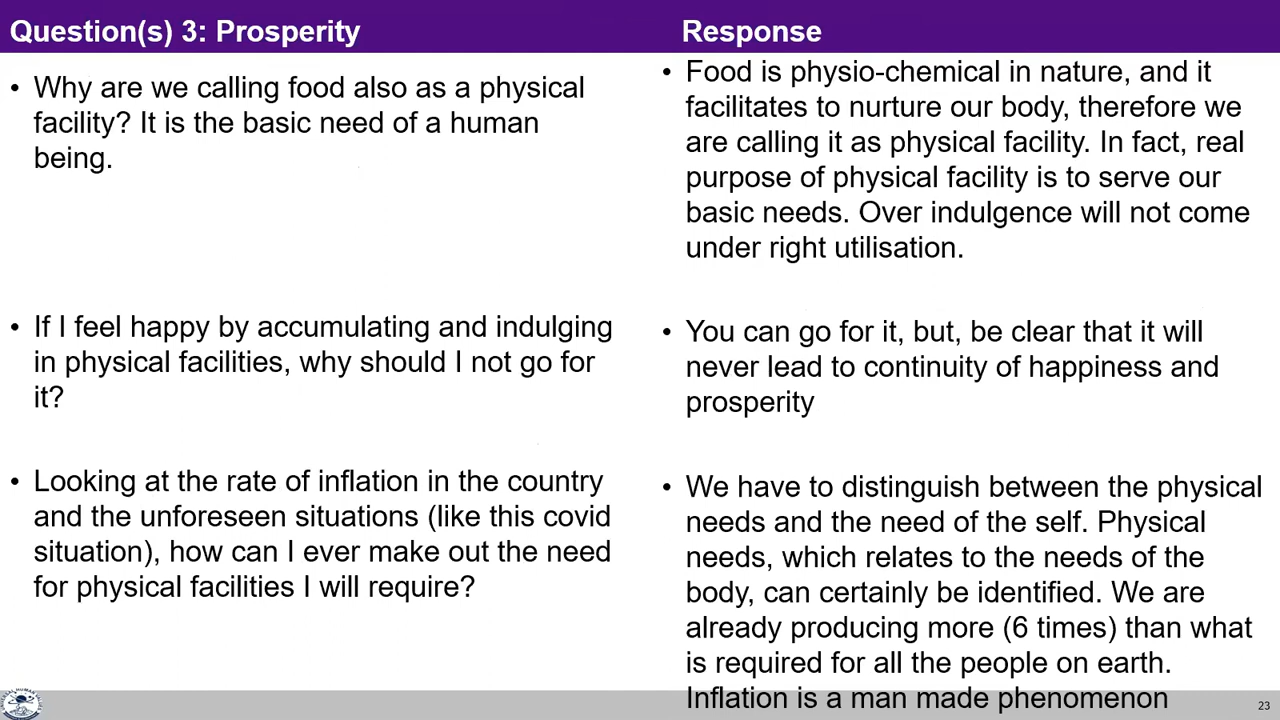 Question(s) 3: Prosperity
Response
• Why are we calling food also as a physical
facility? It is the basic need of a human
being.
• Food is physio-chemical in nature, and it
facilitates to nurture our body, therefore we
are calling it as physical facility. In fact, real
purpose of physical facility is to serve our
basic needs. Over indulgence will not come
under right utilisation.
• If I feel happy by accumulating and indulging
in physical facilities, why should I not go for
it?
• You can go for it, but, be clear that it will
never lead to continuity of happiness and
prosperity
• Looking at the rate of inflation in the country
and the unforeseen situations (like this covid
situation), how can I ever make out the need
for physical facilities I will require?
• We have to distinguish between the physical
needs and the need of the self. Physical
needs, which relates to the needs of the
body, can certainly be identified. We are
already producing more (6 times) than what
is required for all the people on earth.
Inflation is a man made phenomenon
23